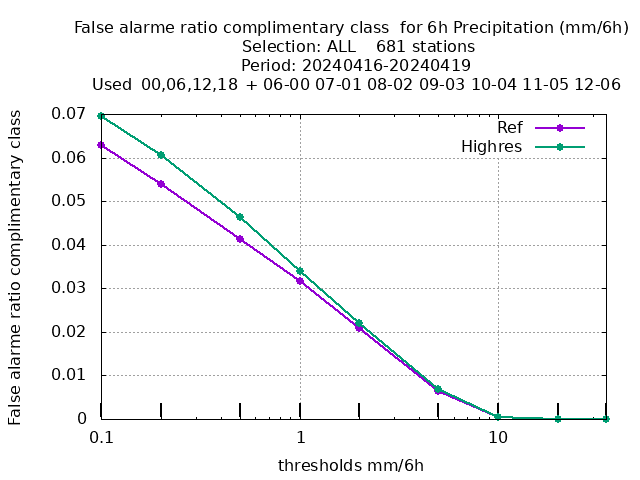 False alarme ratio complimentary class  for 6h Precipitation (mm/6h)
Selection: ALL    681 stations
Period: 20240416-20240419
Used  00,06,12,18  + 06-00 07-01 08-02 09-03 10-04 11-05 12-06
False alarme ratio complimentary class
0.07
0.06
0.05
0.04
0.03
0.02
0.01
0
Ref
Highres
0.1
1
10
thresholds mm/6h